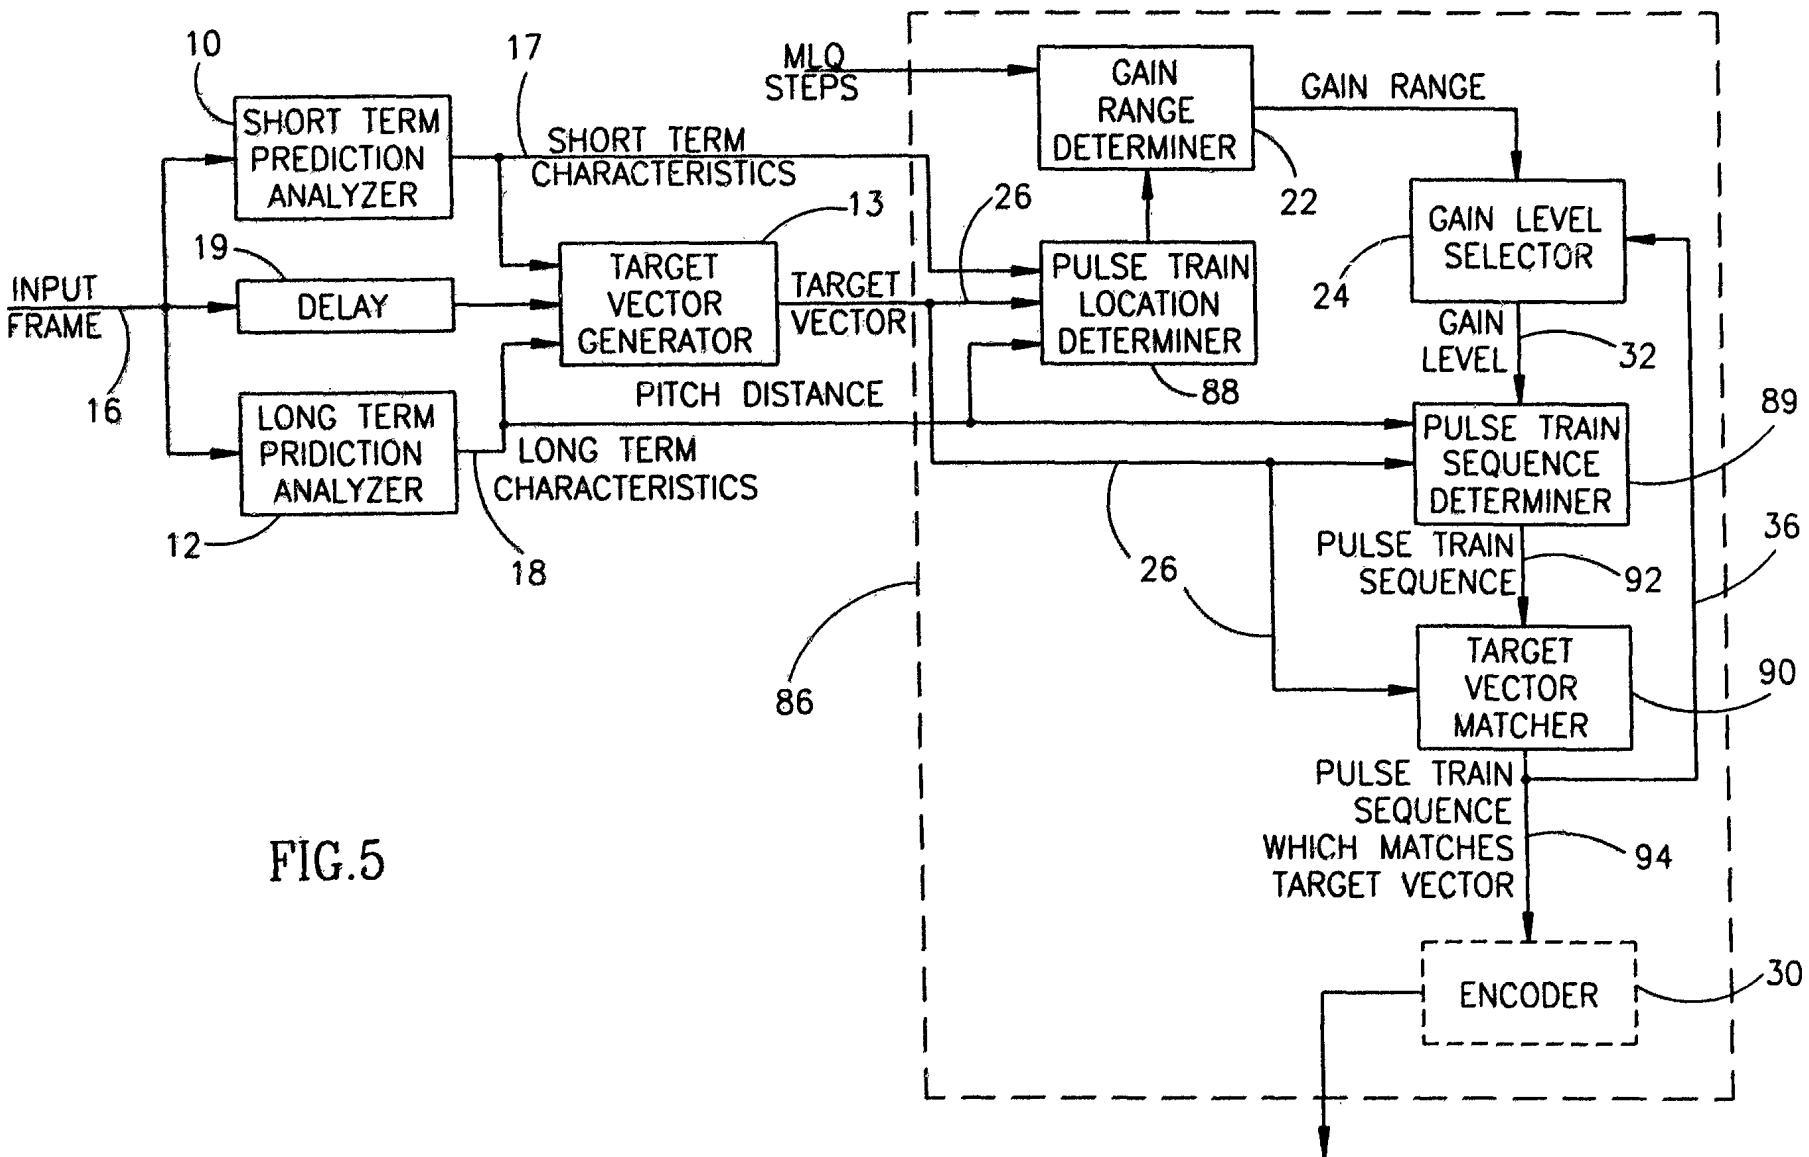 10
17
MLQ
STEPS
GAIN
RANGE
DETERMINER
GAIN RANGE
22
SHORT TERM
PREDICTION
ANALYZER
SHORT TERM
CHARACTERISTICS
13
26
GAIN LEVEL
SELECTOR
24
19
INPUT
FRAME
16
DELAY
TARGET
VECTOR
GENERATOR
TARGET
VECTOR
PULSE TRAIN
LOCATION
DETERMINER
88
GAIN
LEVEL
32
PITCH DISTANCE
89
LONG TERM
PRIDICTION
ANALYZER
12
18
LONG TERM
CHARACTERISTICS
PULSE TRAIN
SEQUENCE
DETERMINER
26
PULSE TRAIN
SEQUENCE
92
36
86
TARGET
VECTOR
MATCHER
90
PULSE TRAIN
SEQUENCE
WHICH MATCHES
TARGET VECTOR
94
FIG.5
ENCODER
30